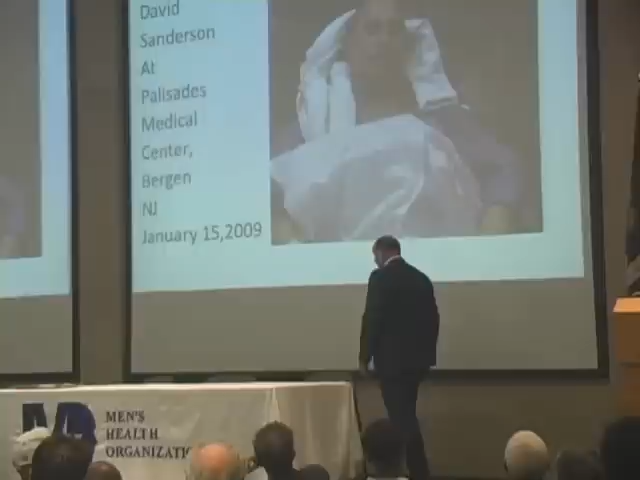 David
Sanderson
At
Palisades
Medical
Center,
Bergen
NJ
January 15,2009
MEN'S
HEALTH
ORGANIZATI